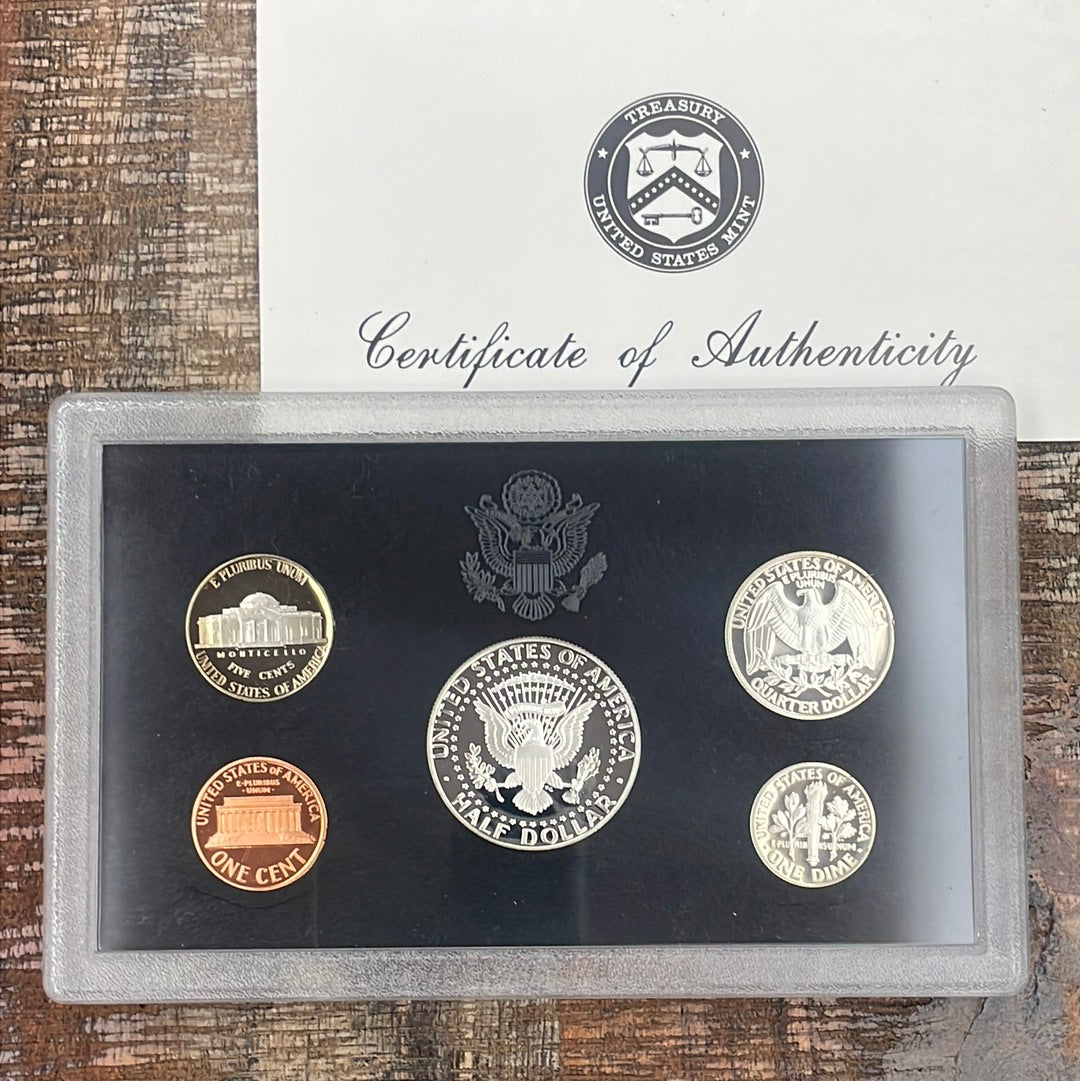 TREASURY
UNITED STATES MINT
Certificate of Authenticity
E PLURIBUS UNUM
MONTICELLO
FIVE CENTS
UNITED STATES OF AMERICA
UNITED STATES OF AMERICA
E PLURIBUS
UNUM
QUARTER DOLLAR
UNITED STATES OF AMERICA
HALF DOLLAR
UNITED STATES OF AMERICA
E·PLURIBUS
·UNUM·
ONE CENT
UNITED STATES OF AMERICA
ONE DIME